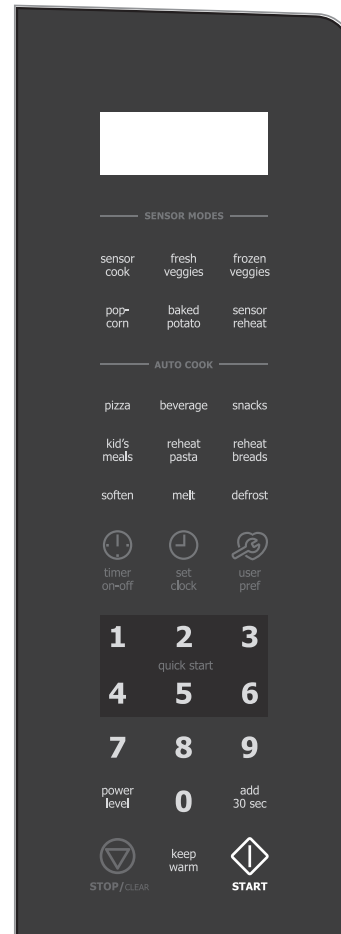 SENSOR MODES
sensor cook
fresh veggies
frozen veggies
pop-
corn
baked potato
sensor reheat
AUTO COOK
pizza beverage snacks
kid's meals
reheat pasta
reheat breads
soften melt defrost
timer on-off
set clock
user pref
1 2 3
quick start
4 5 6
7 8 9
power level
0
add 30 sec
STOP/CLEAR
keep warm
START